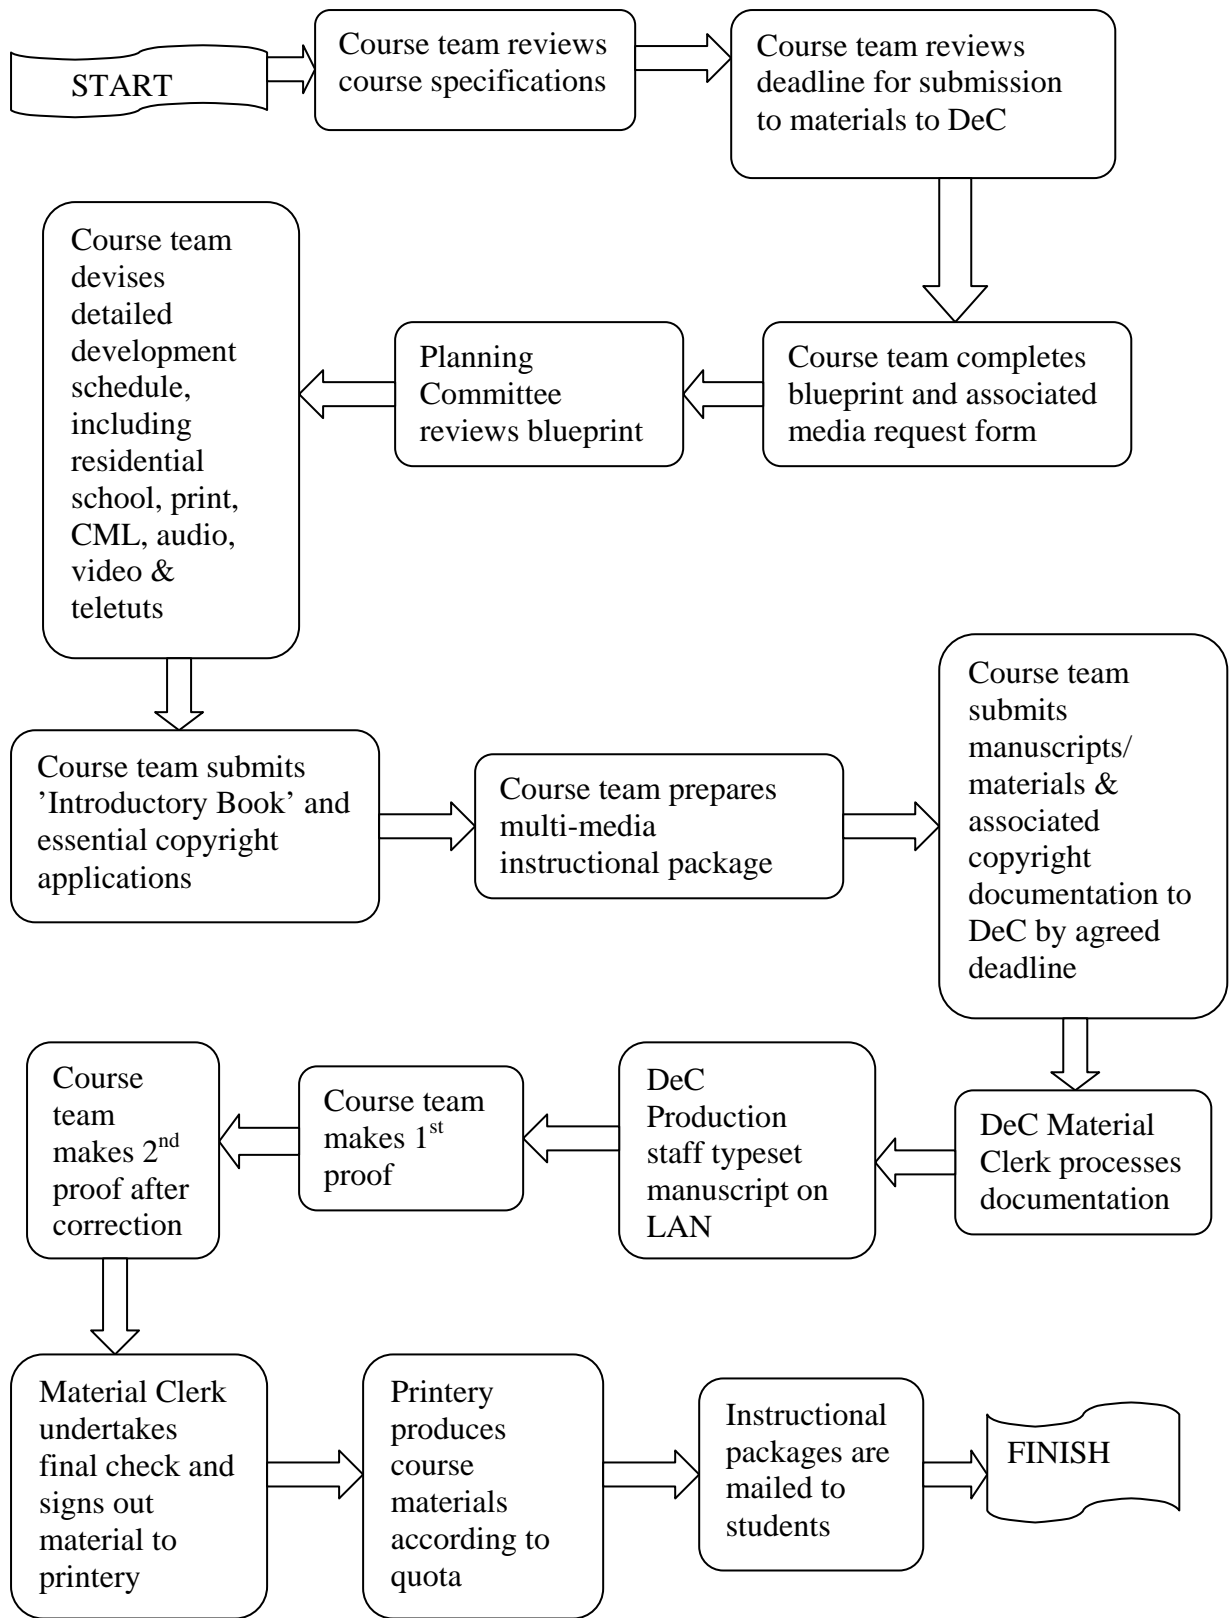 START
Course team reviews
course specifications
Course team reviews
deadline for submission
to materials to DeC
Course team completes
blueprint and associated
media request form
Planning
Committee
reviews blueprint
Course team
devises
detailed
development
schedule,
including
residential
school, print,
CML, audio,
video &
teletuts
Course team submits
’Introductory Book’ and
essential copyright
applications
Course team prepares
multi-media
instructional package
Course team
submits
manuscripts/
materials &
associated
copyright
documentation to
DeC by agreed
deadline
DeC Material
Clerk processes
documentation
DeC
Production
staff typeset
manuscript on
LAN
Course team
makes 1st
proof
Course
team
makes 2nd
proof after
correction
Material Clerk
undertakes
final check and
signs out
material to
printery
Printery
produces
course
materials
according to
quota
Instructional
packages are
mailed to
students
FINISH